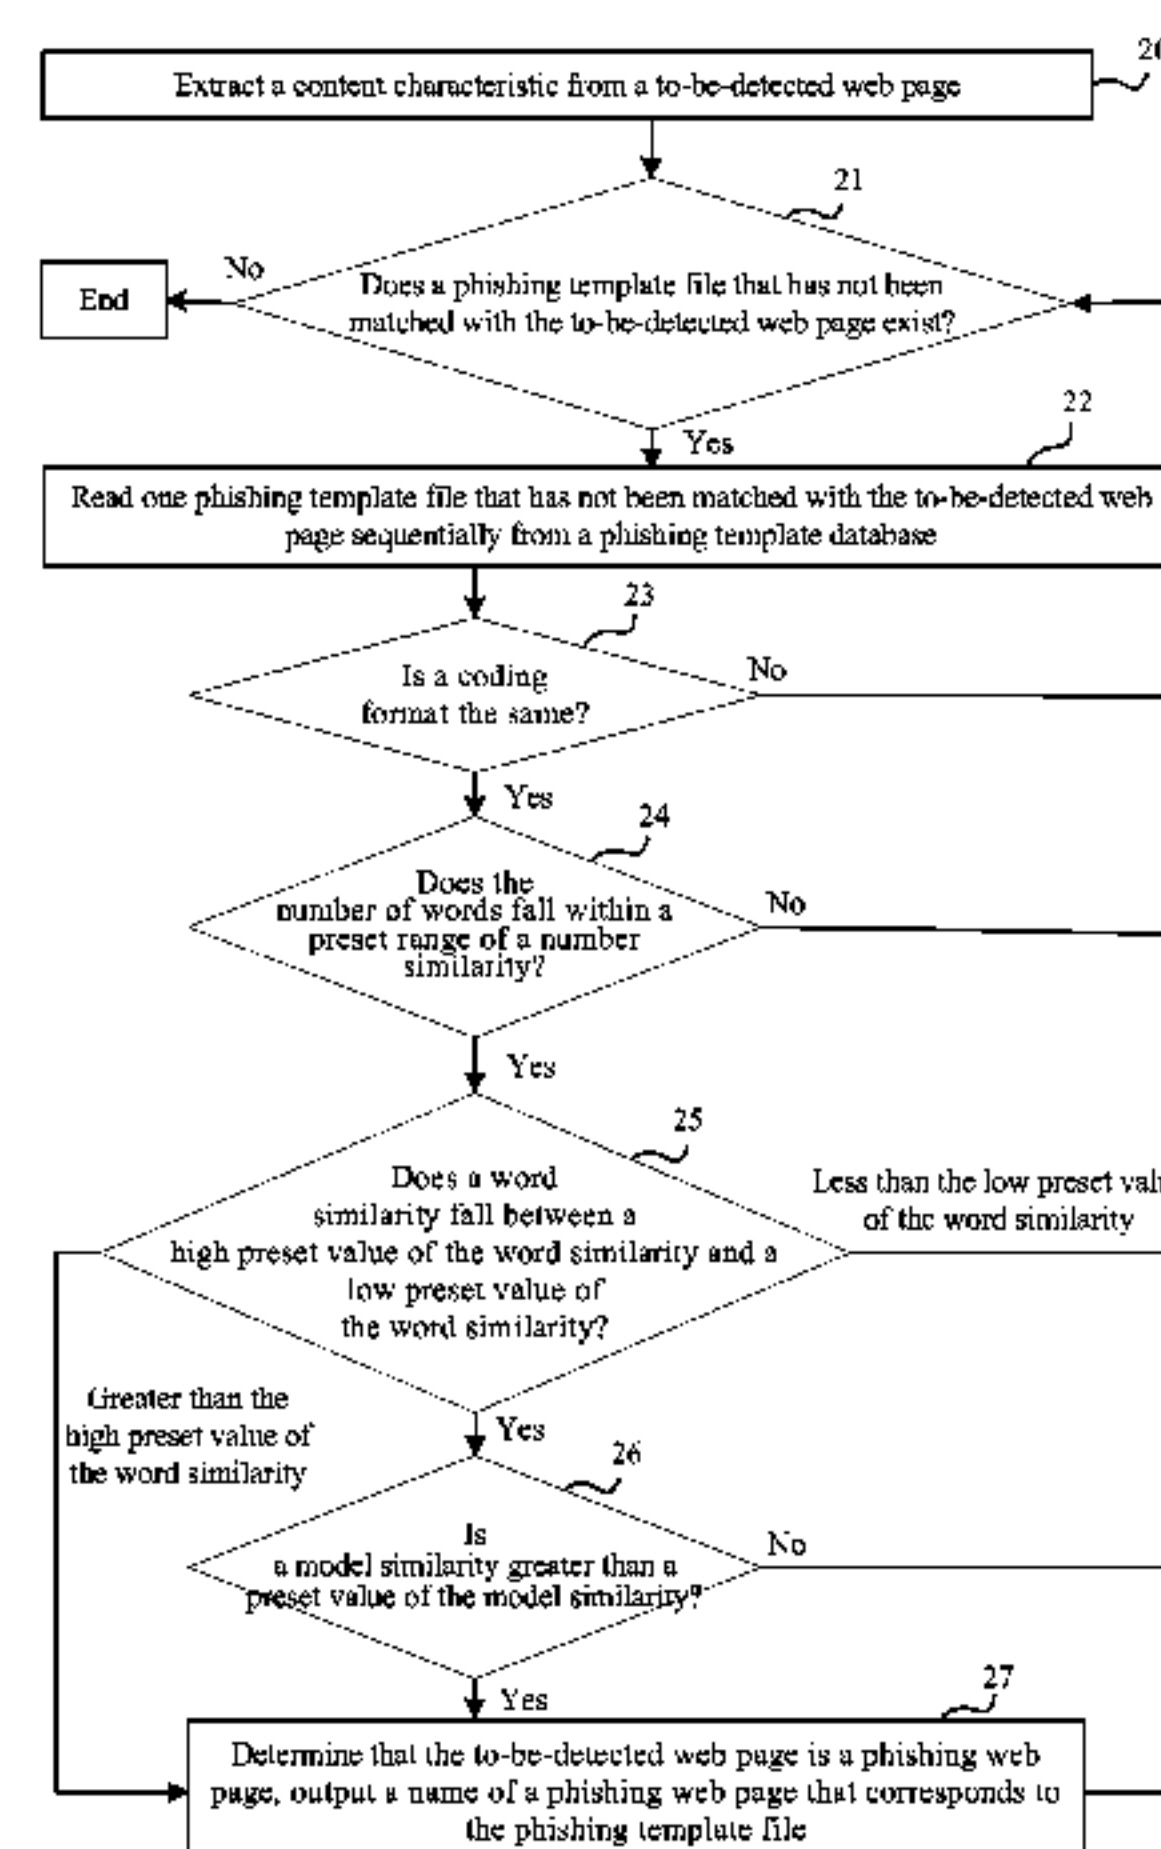 20
Extract a content characteristic from a to-be-detected web page
21
No
End
Does a phishing template file that has not been
matched with the to-be-detected web page exist?
Yes
22
Read one phishing template file that has not been matched with the to-be-detected web
page sequentially from a phishing template database
23
Is a coding
format the same?
No
Yes
24
Does the
number of words fall within a
preset range of a number
similarity?
No
Yes
25
Does a word
similarity fall between a
high preset value of the word similarity and a
low preset value of
the word similarity?
Less than the low preset
of the word similarity
Greater than the
high preset value of
the word similarity
Yes
26
Is
a model similarity greater than a
preset value of the model similarity?
No
Yes
27
Determine that the to-be-detected web page is a phishing web
page, output a name of a phishing web page that corresponds to
the phishing template file